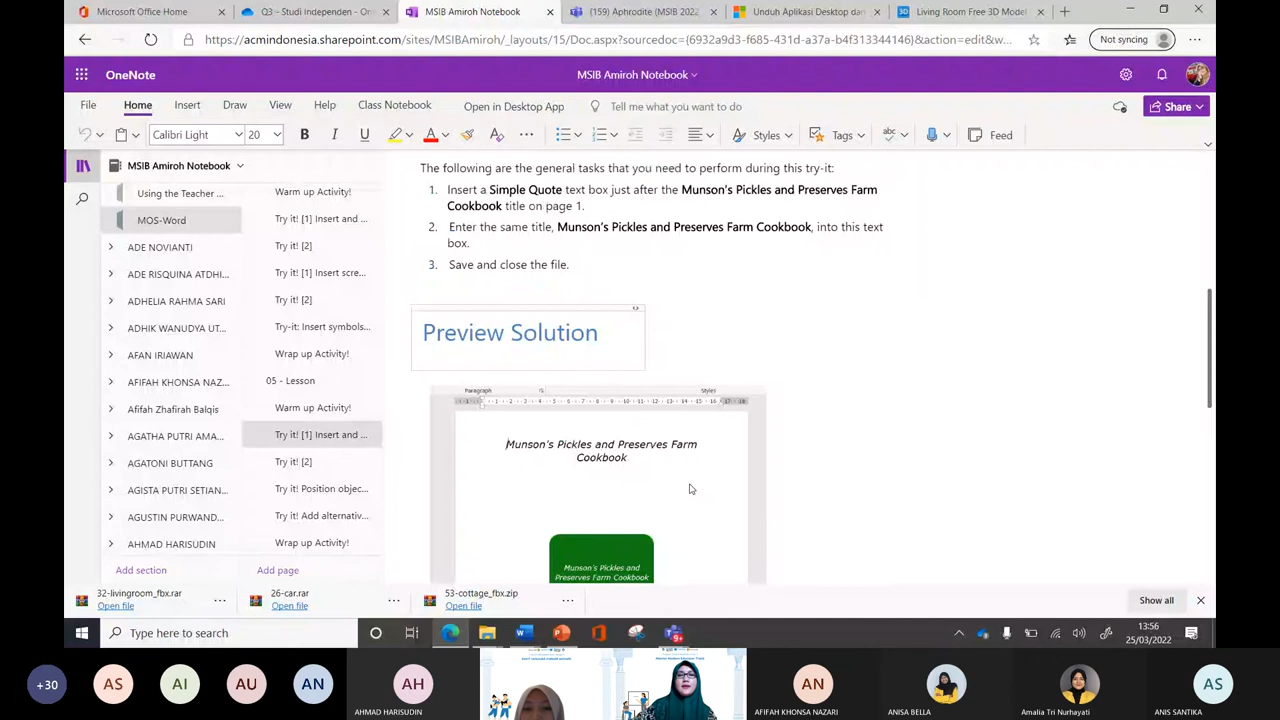 Microsoft Office Home
Q3 – Studi Independen - One
MSIB Amiroh Notebook
(159) Aphrodite (MSIB 2022
Unduh Aplikasi Desktop dan
Living Room Free 3D Model
https://acmindonesia.sharepoint.com/sites/MSIBAmiroh/_layouts/15/Doc.aspx?sourcedoc={6932a9d3-f685-431d-a37a-b4f313344146}&action=edit&w...
Not syncing
OneNote
MSIB Amiroh Notebook
File Home Insert Draw View Help Class Notebook Open in Desktop App Tell me what you want to do Share
Calibri Light 20 B I U A Styles Tags abc Feed
MSIB Amiroh Notebook
Using the Teacher ...
MOS-Word
ADE NOVIANTI
ADE RISQUINA ATDHI...
ADHELIA RAHMA SARI
ADHIK WANUDYA UT...
AFAN IRIAWAN
AFIFAH KHONSA NAZ...
Afifah Zhafirah Balqis
AGATHA PUTRI AMA...
AGATONI BUTTANG
AGISTA PUTRI SETIAN...
AGUSTIN PURWAND...
AHMAD HARISUDIN
Add section
Warm up Activity!
Try it! [1] Insert and ...
Try it! [2]
Try it! [1] Insert scre...
Try it! [2]
Try-it: Insert symbols...
Wrap up Activity!
05 - Lesson
Warm up Activity!
Try it! [1] Insert and ...
Try it! [2]
Try it! Position objec...
Try it! Add alternativ...
Wrap up Activity!
Add page
The following are the general tasks that you need to perform during this try-it:
1. Insert a Simple Quote text box just after the Munson's Pickles and Preserves Farm
Cookbook title on page 1.
2. Enter the same title, Munson's Pickles and Preserves Farm Cookbook, into this text
box.
3. Save and close the file.
Preview Solution
Paragraph Styles
Munson's Pickles and Preserves Farm
Cookbook
Munson's Pickles and
Preserves Farm Cookbook
32-livingroom_fbx.rar
Open file
26-car.rar
Open file
53-cottage_fbx.zip
Open file
Show all
Type here to search
13:56
25/03/2022
+30 AS AI AU AN AH AN AS
AHMAD HARISUDIN
AFIFAH KHONSA NAZARI
ANISA BELLA
Amalia Tri Nurhayati
ANIS SANTIKA